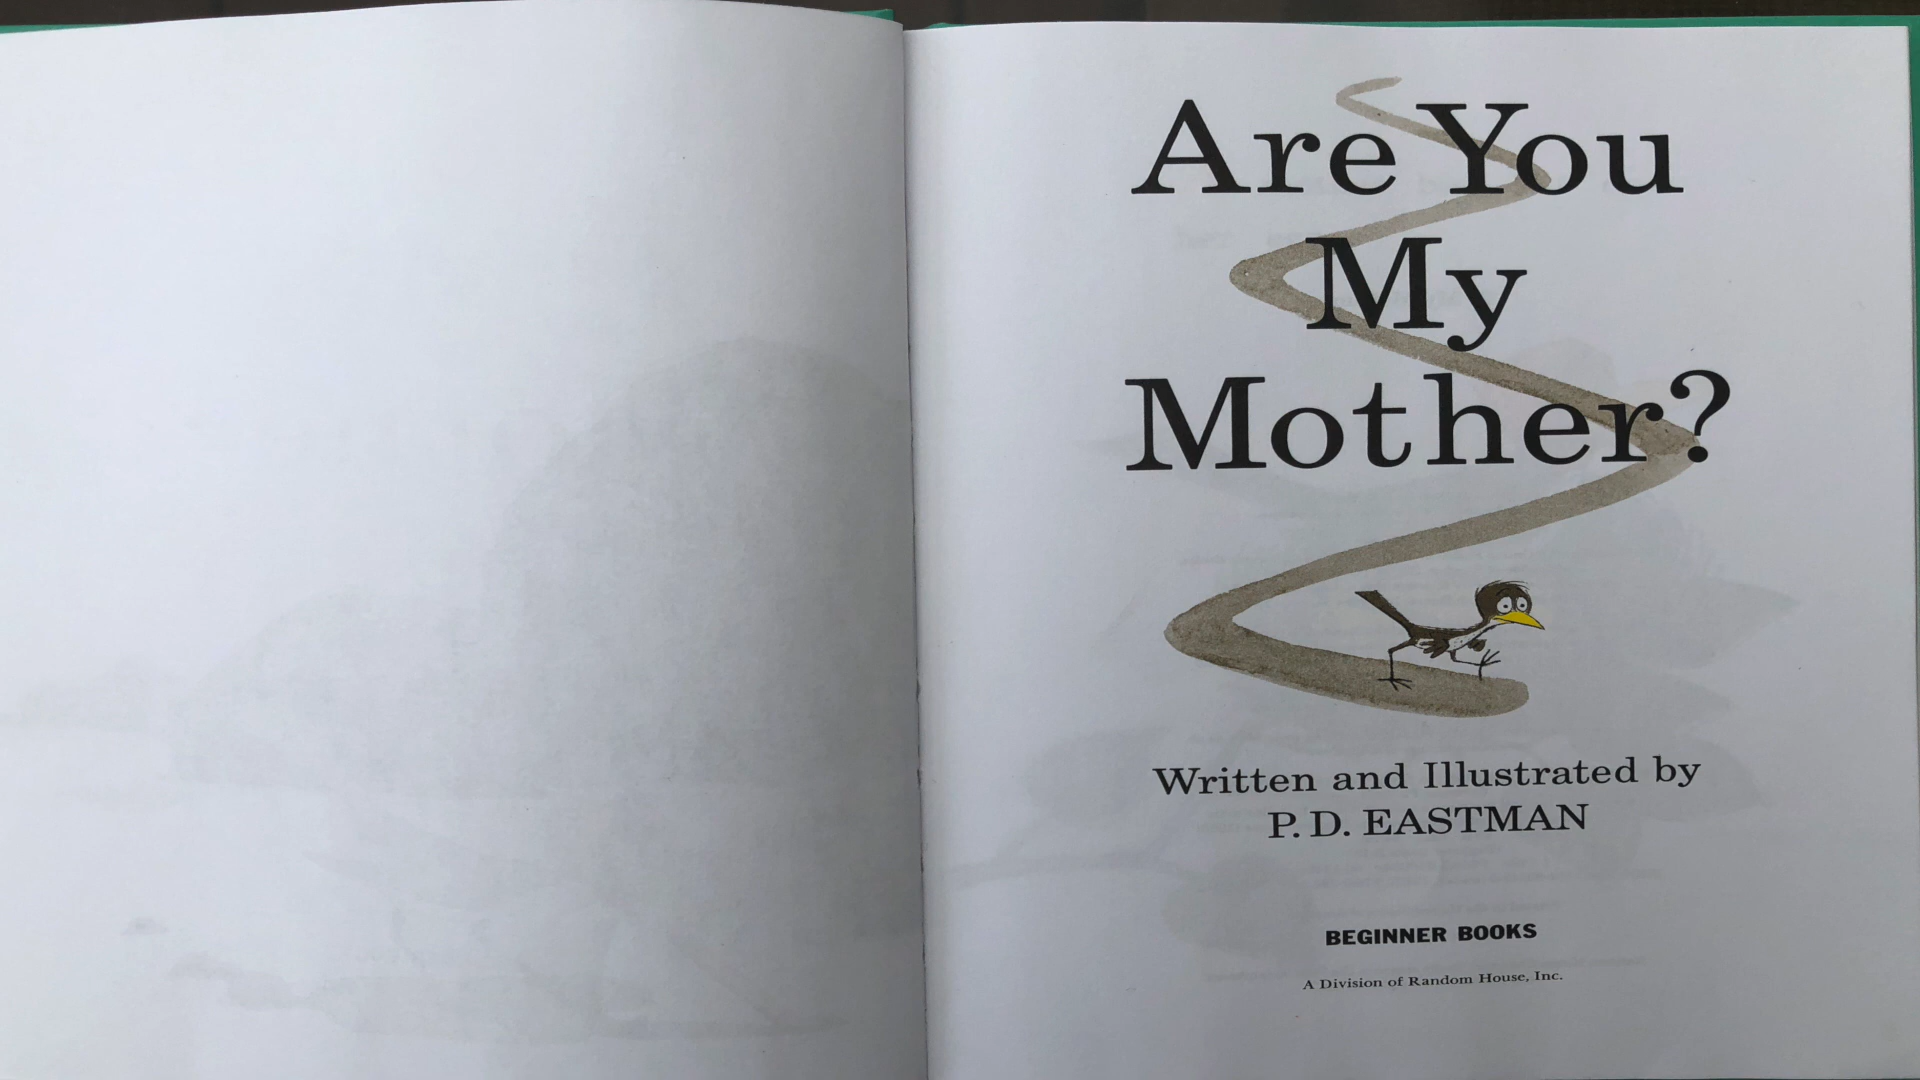 Are You
My
Mother?
Written and Illustrated by
P. D. EASTMAN
BEGINNER BOOKS
A Division of Random House, Inc.